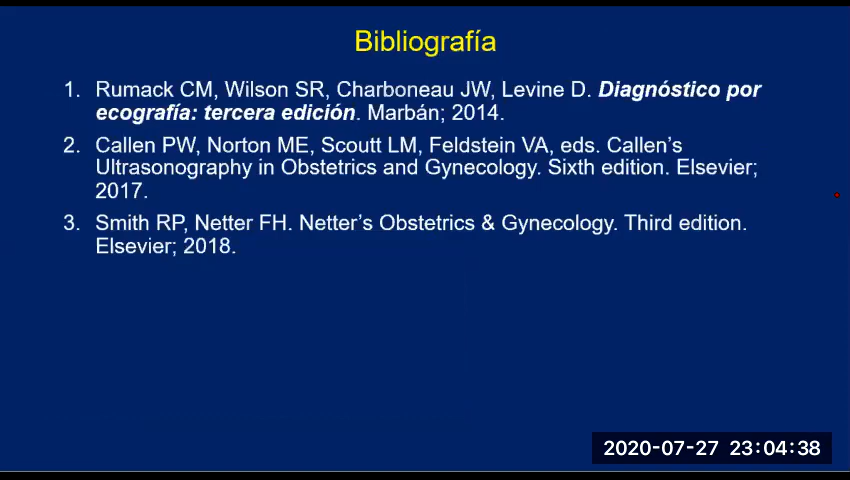 Bibliografía
1. Rumack CM, Wilson SR, Charboneau JW, Levine D. Diagnóstico por
ecografía: tercera edición. Marbán; 2014.
2. Callen PW, Norton ME, Scoutt LM, Feldstein VA, eds. Callen's
Ultrasonography in Obstetrics and Gynecology. Sixth edition. Elsevier;
2017.
3. Smith RP, Netter FH. Netter's Obstetrics & Gynecology. Third edition.
Elsevier; 2018.
2020-07-27 23:04:38